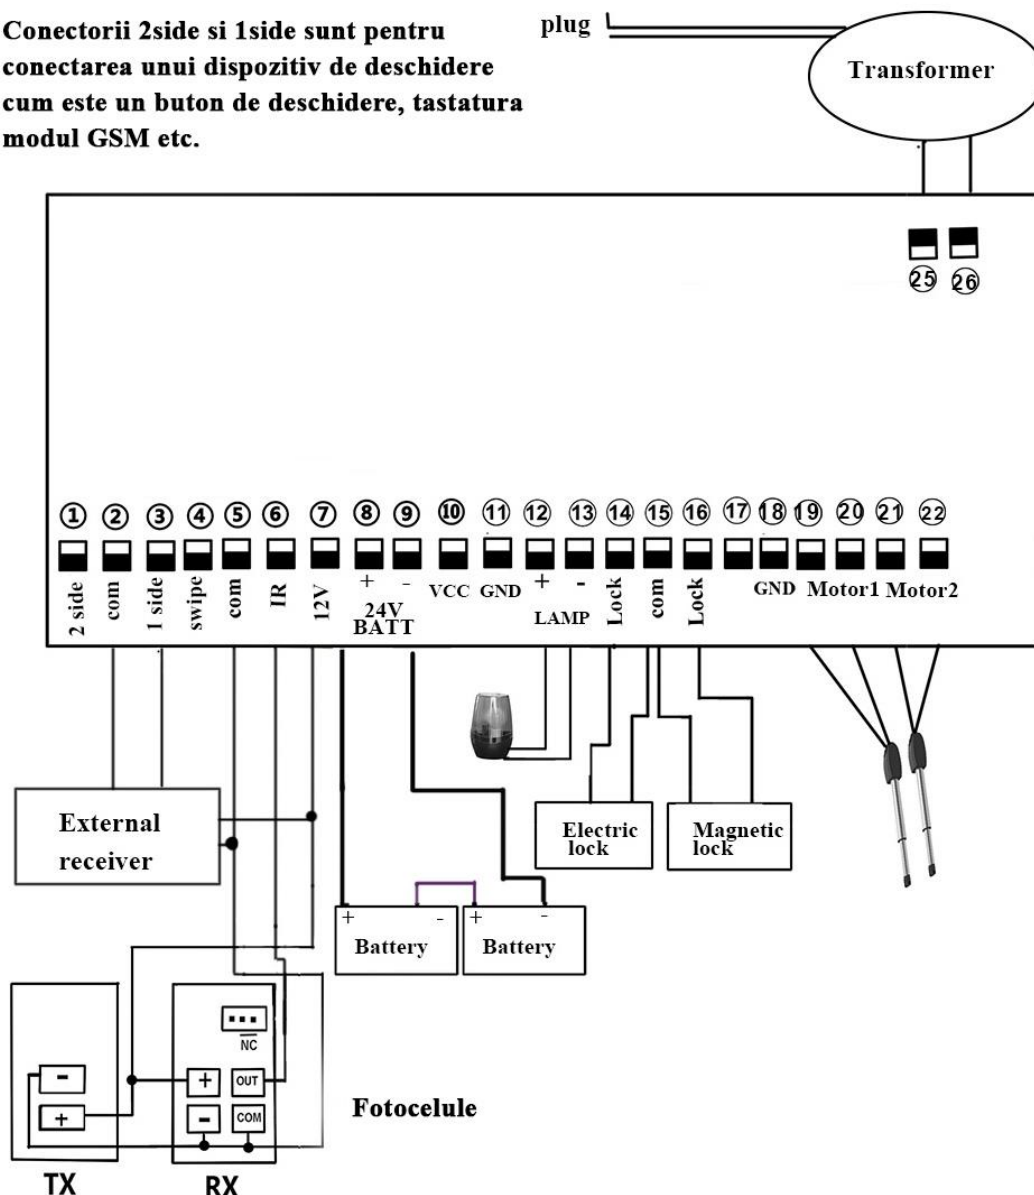 Conectorii 2side si 1side sunt pentru
conectarea unui dispozitiv de deschidere
cum este un buton de deschidere, tastatura
modul GSM etc.
plug
Transformer
25 26
① ② ③ ④ ⑤ ⑥ ⑦ ⑧ ⑨ ⑩ ⑪ ⑫ ⑬ ⑭ ⑮ ⑯ ⑰ ⑱ ⑲ ⑳ 21 22
2 side
com
1 side
swipe
com
IR
12V
+ -
24V
BATT
VCC GND
+ -
LAMP
Lock
com
Lock
GND Motor1 Motor2
External
receiver
Electric
lock
Magnetic
lock
+ - + -
Battery Battery
NC
- + OUT
+ - COM
Fotocelule
TX RX